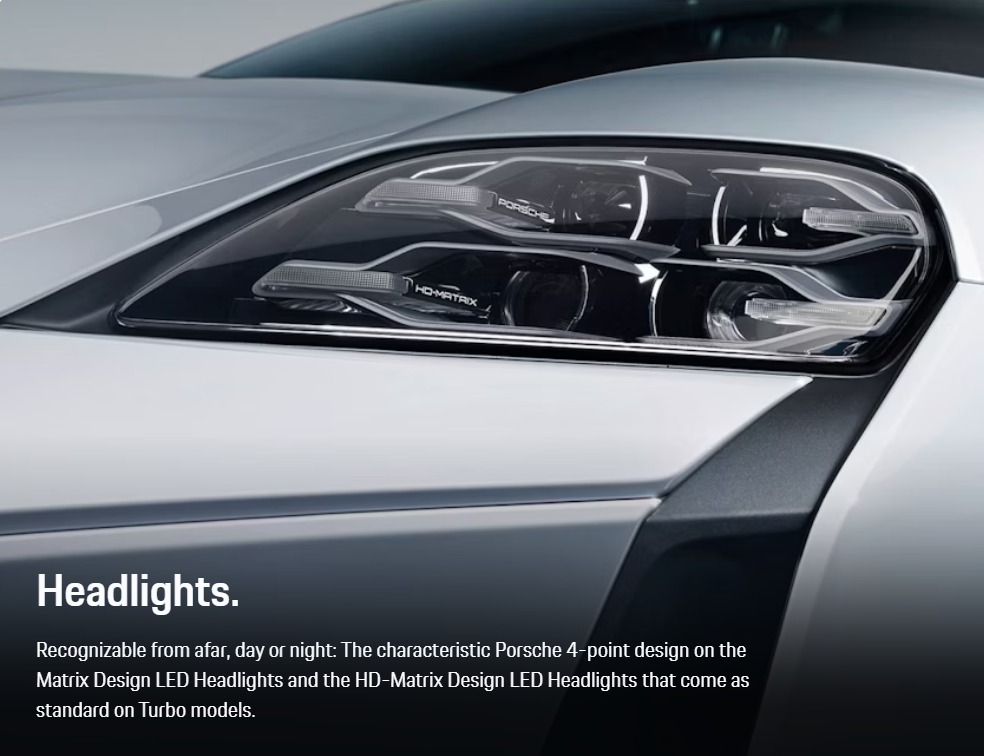 PORSCHE
HD-MATRIX
Headlights.
Recognizable from afar, day or night: The characteristic Porsche 4-point design on the
Matrix Design LED Headlights and the HD-Matrix Design LED Headlights that come as
standard on Turbo models.